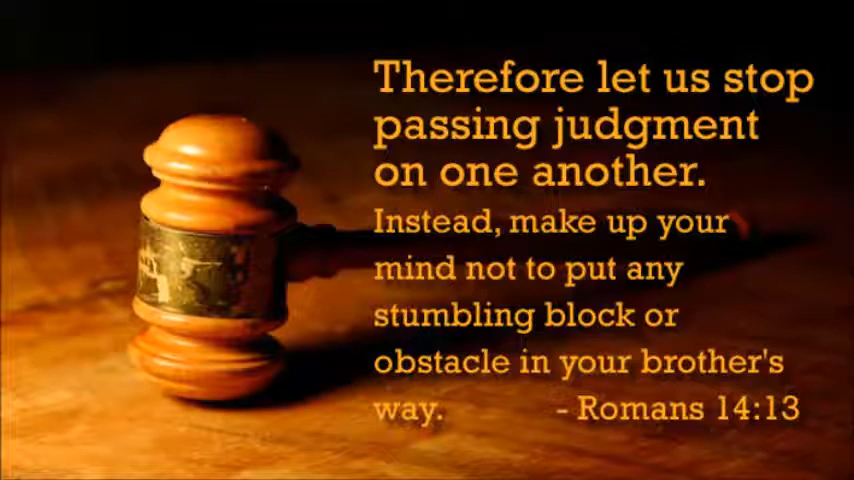 Therefore let us stop
passing judgment
on one another.
Instead, make up your
mind not to put any
stumbling block or
obstacle in your brother's
way. - Romans 14:13